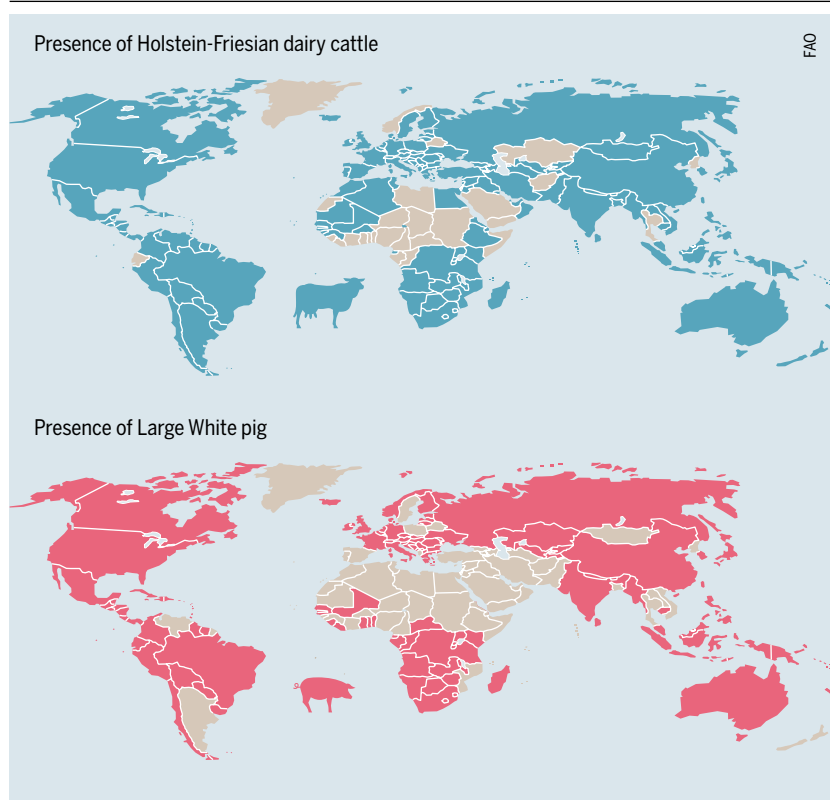 Presence of Holstein-Friesian dairy cattle
FAO
Presence of Large White pig